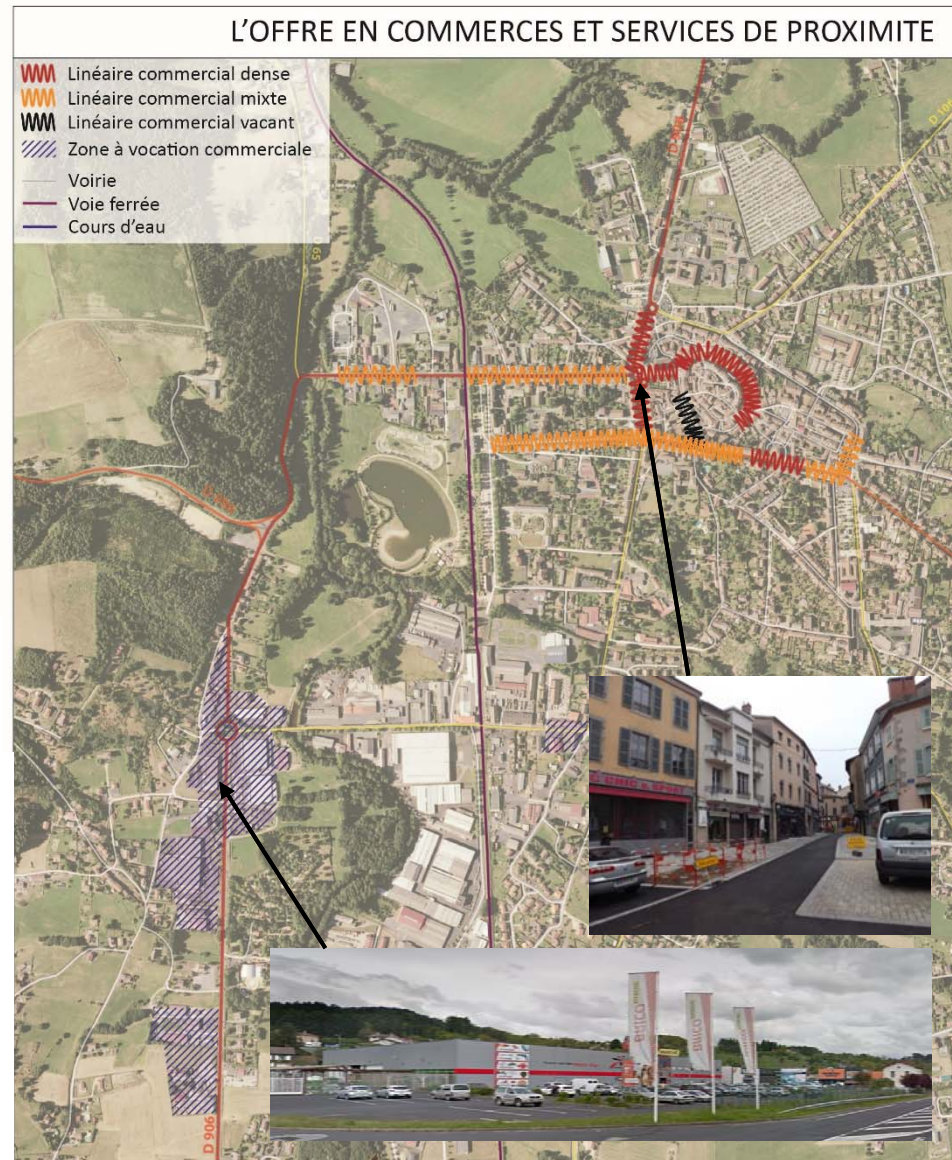 L'OFFRE EN COMMERCES ET SERVICES DE PROXIMITE
Linéaire commercial dense
Linéaire commercial mixte
Linéaire commercial vacant
Zone à vocation commerciale
Voirie
Voie ferrée
Cours d'eau
D 906